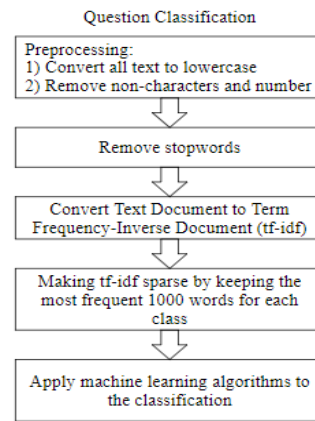 Question Classification
Preprocessing:
1) Convert all text to lowercase
2) Remove non-characters and number
Remove stopwords
Convert Text Document to Term
Frequency-Inverse Document (tf-idf)
Making tf-idf sparse by keeping the
most frequent 1000 words for each
class
Apply machine learning algorithms to
the classification